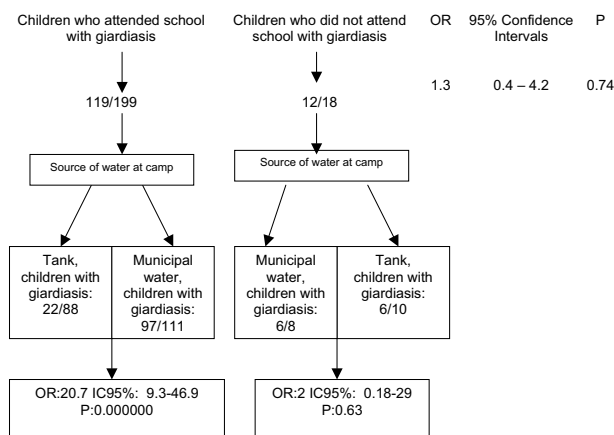 Children who attended school
with giardiasis
Children who did not attend
school with giardiasis
OR
95% Confidence
Intervals
P
119/199
12/18
1.3
0.4 – 4.2
0.74
Source of water at camp
Source of water at camp
Tank,
children with
giardiasis:
22/88
Municipal
water,
children with
giardiasis:
97/111
Municipal
water,
children with
giardiasis:
6/8
Tank,
children with
giardiasis:
6/10
OR:20.7 IC95%: 9.3-46.9
P:0.000000
OR:2 IC95%: 0.18-29
P:0.63